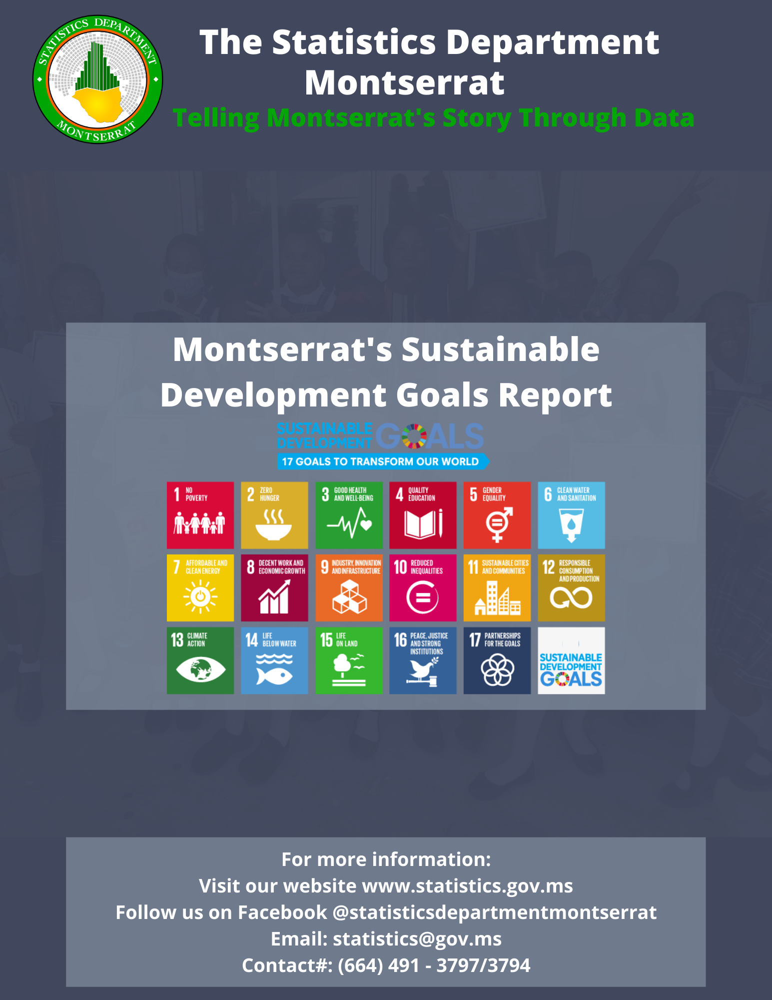 STATISTICS DEPARTMENT
MONTSERRAT
The Statistics Department
Montserrat
Telling Montserrat's Story Through Data
Montserrat's Sustainable
Development Goals Report
SUSTAINABLE
DEVELOPMENT
GOALS
17 GOALS TO TRANSFORM OUR WORLD
1 NO
POVERTY
2 ZERO
HUNGER
3 GOOD HEALTH
AND WELL-BEING
4 QUALITY
EDUCATION
5 GENDER
EQUALITY
6 CLEAN WATER
AND SANITATION
7 AFFORDABLE AND
CLEAN ENERGY
8 DECENT WORK AND
ECONOMIC GROWTH
9 INDUSTRY, INNOVATION
AND INFRASTRUCTURE
10 REDUCED
INEQUALITIES
11 SUSTAINABLE CITIES
AND COMMUNITIES
12 RESPONSIBLE
CONSUMPTION
AND PRODUCTION
13 CLIMATE
ACTION
14 LIFE
BELOW WATER
15 LIFE
ON LAND
16 PEACE, JUSTICE
AND STRONG
INSTITUTIONS
17 PARTNERSHIPS
FOR THE GOALS
SUSTAINABLE
DEVELOPMENT
GOALS
For more information:
Visit our website www.statistics.gov.ms
Follow us on Facebook @statisticsdepartmentmontserrat
Email: statistics@gov.ms
Contact#: (664) 491 - 3797/3794